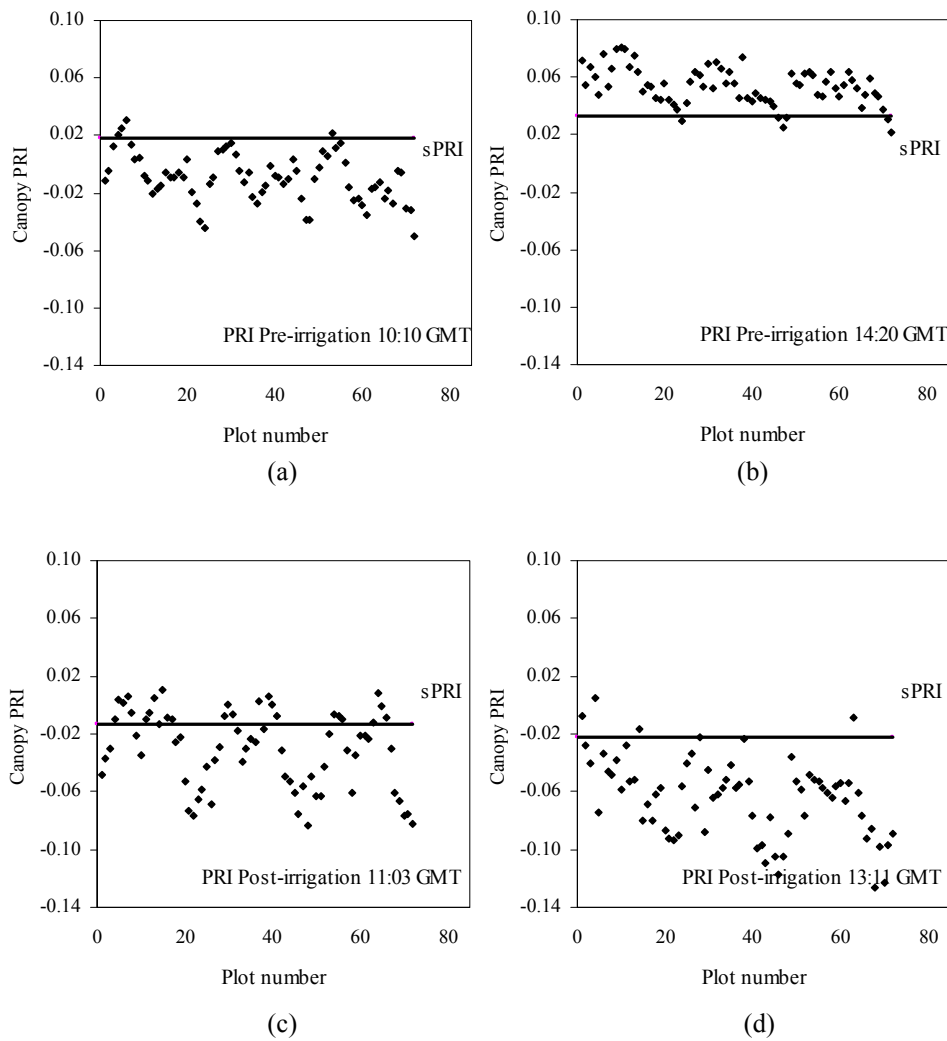 0.10
0.06
0.02
-0.02
-0.06
-0.10
-0.14
Canopy PRI
sPRI
PRI Pre-irrigation 10:10 GMT
0 20 40 60 80
Plot number
(a)
0.10
0.06
0.02
-0.02
-0.06
-0.10
-0.14
Canopy PRI
sPRI
PRI Pre-irrigation 14:20 GMT
0 20 40 60 80
Plot number
(b)
0.10
0.06
0.02
-0.02
-0.06
-0.10
-0.14
Canopy PRI
sPRI
PRI Post-irrigation 11:03 GMT
0 20 40 60 80
Plot number
(c)
0.10
0.06
0.02
-0.02
-0.06
-0.10
-0.14
Canopy PRI
sPRI
PRI Post-irrigation 13:11 GMT
0 20 40 60 80
Plot number
(d)